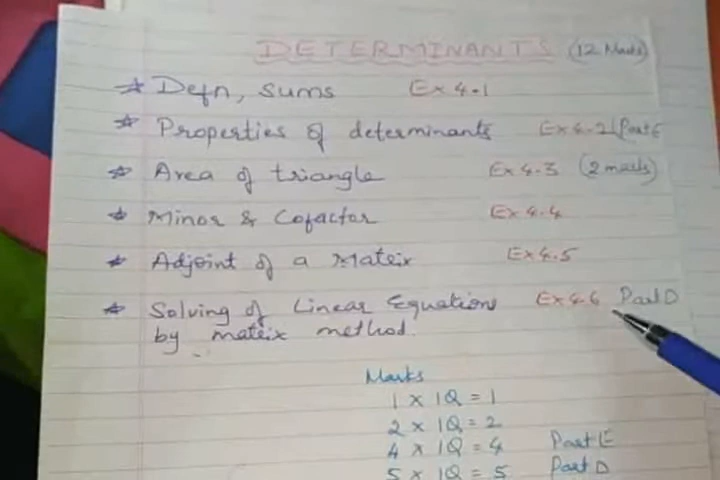 DETERMINANTS (12 Marks)
* Defn, sums Ex 4.1
* Properties of determinants Ex 4.2 (Part E
* Area of triangle Ex 4.3 (2 marks)
* Minor & Cofactor Ex 4.4
* Adjoint of a Matrix Ex 4.5
* Solving of Linear Equations Ex 4.6 Part D
by matrix method.
Marks
1 x 1Q = 1
2 x 1Q = 2
4 x 1Q = 4 Part E
5 x 1Q = 5 Part D